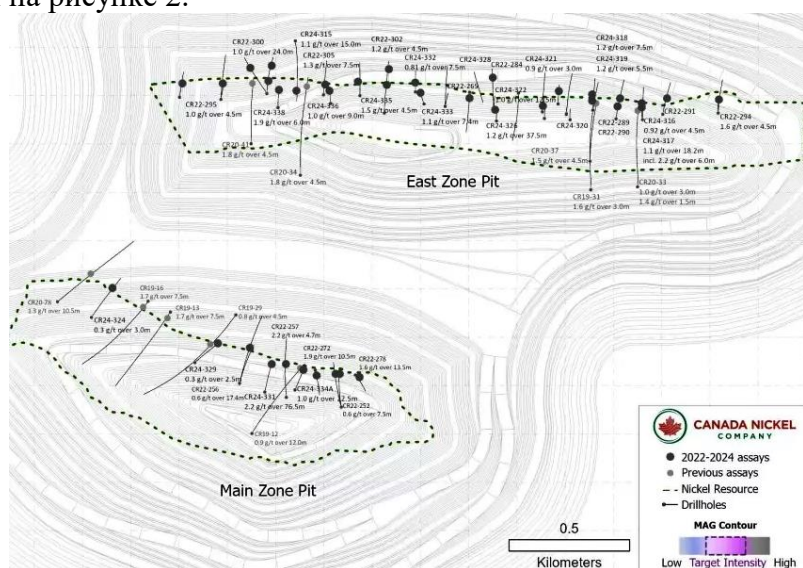 на рисунке 2.
CR24-315
1.1 g/t over 15.0m
CR22-300
1.0 g/t over 24.0m
CR22-305
1.3 g/t over 7.5m
CR22-302
1.2 g/t over 4.5m
CR24-332
0.81 g/t over 7.5m
CR24-328
CR22-284
CR24-321
0.9 g/t over 3.0m
CR24-318
1.2 g/t over 7.5m
CR24-319
1.2 g/t over 5.5m
CR22-295
1.0 g/t over 4.5m
CR24-338
1.9 g/t over 6.0m
CR24-336
1.0 g/t over 9.0m
CR24-335
1.5 g/t over 4.5m
CR24-333
1.1 g/t over 7.4m
CR22-269
CR24-322
CR24-326
1.2 g/t over 37.5m
CR24-320
CR22-289
CR22-290
CR22-291
CR24-316
0.92 g/t over 4.5m
CR24-317
1.1 g/t over 18.2m
incl. 2.2 g/t over 6.0m
CR22-294
1.6 g/t over 4.5m
CR20-41
1.8 g/t over 4.5m
CR20-34
1.8 g/t over 4.5m
CR20-37
1.5 g/t over 4.5m
CR19-31
1.6 g/t over 3.0m
CR20-33
1.0 g/t over 3.0m
1.4 g/t over 1.5m
East Zone Pit
CR20-78
CR24-324
0.3 g/t over 3.0m
CR19-16
1.7 g/t over 7.5m
CR19-13
1.7 g/t over 7.5m
CR19-29
0.8 g/t over 4.5m
CR22-257
2.2 g/t over 4.7m
CR22-272
1.9 g/t over 10.5m
CR22-278
1.6 g/t over 13.5m
CR24-329
0.3 g/t over 2.5m
CR22-256
0.6 g/t over 17.4m
CR24-331
2.2 g/t over 76.5m
CR24-334A
1.0 g/t over 12.5m
CR22-252
0.6 g/t over 7.5m
CR19-12
0.9 g/t over 12.0m
Main Zone Pit
0.5
Kilometers
CANADA NICKEL
COMPANY
2022-2024 assays
Previous assays
Nickel Resource
Drillholes
MAG Contour
Low Target Intensity High